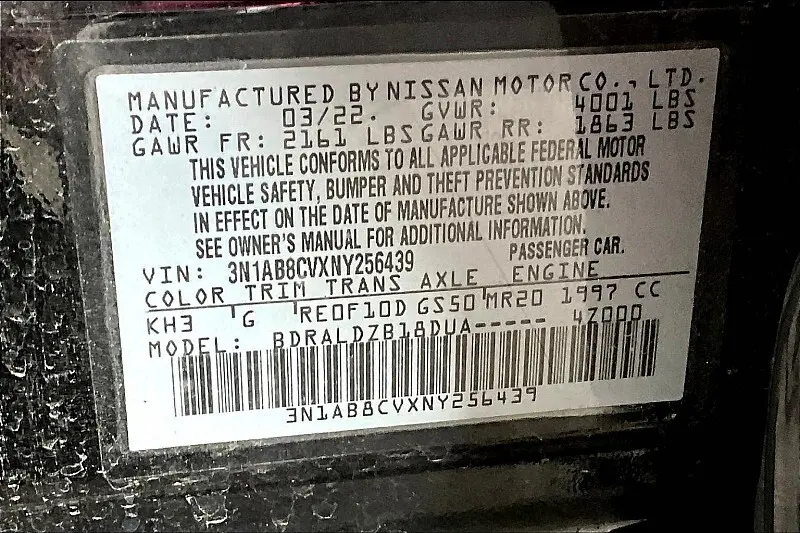 MANUFACTURED BY NISSAN MOTOR CO., LTD.
DATE: 03/22. GVWR: 4001 LBS
GAWR FR: 2161 LBS GAWR RR: 1863 LBS
THIS VEHICLE CONFORMS TO ALL APPLICABLE FEDERAL MOTOR
VEHICLE SAFETY, BUMPER AND THEFT PREVENTION STANDARDS
IN EFFECT ON THE DATE OF MANUFACTURE SHOWN ABOVE.
SEE OWNER'S MANUAL FOR ADDITIONAL INFORMATION.
PASSENGER CAR.
VIN: 3N1AB8CVXNY256439
COLOR TRIM TRANS AXLE ENGINE
KH3 G RE0F10D GS50 MR20 1997 CC
MODEL: BDRALDZB18DUA----- 4Z000
3N1AB8CVXNY256439